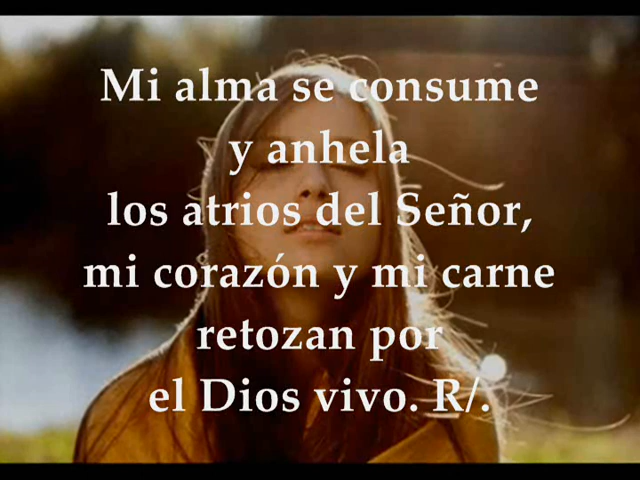 Mi alma se consume
y anhela
los atrios del Señor,
mi corazón y mi carne
retozan por
el Dios vivo. R/.